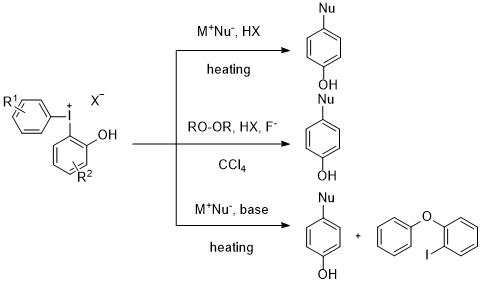 Nu
M⁺Nu⁻, HX
heating
OH
R¹
I⁺
X⁻
OH
R²
Nu
RO-OR, HX, F⁻
CCl₄
OH
Nu
M⁺Nu⁻, base
heating
OH
+
O
I